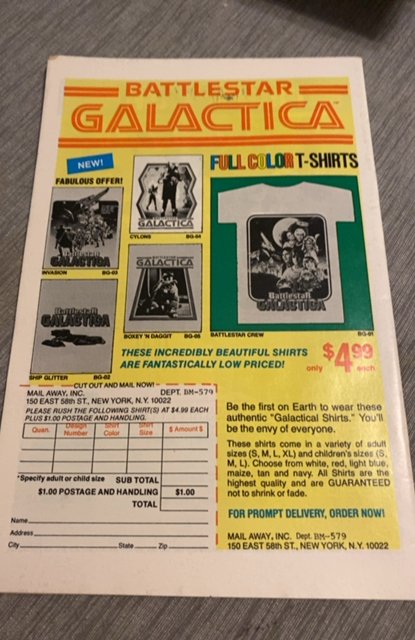 BATTLESTAR
GALACTICA
NEW!
FULL COLOR T-SHIRTS
FABULOUS OFFER!
BATTLESTAR
GALACTICA
INVASION BG-03
GALACTICA
CYLONS BG-04
GALACTICA
BOXEY 'N DAGGIT BG-05
Battlestar
GALACTICA
SHIP GLITTER BG-02
Battlestar
GALACTICA
BATTLESTAR CREW BG-01
THESE INCREDIBLY BEAUTIFUL SHIRTS
ARE FANTASTICALLY LOW PRICED!
only $4.99 each
CUT OUT AND MAIL NOW!
MAIL AWAY, INC. DEPT. BM-579
150 EAST 58th ST., NEW YORK, N.Y. 10022
PLEASE RUSH THE FOLLOWING SHIRT(S) AT $4.99 EACH
PLUS $1.00 POSTAGE AND HANDLING.
Quan. Design Number Shirt Color Shirt Size $ Amount $
*Specify adult or child size SUB TOTAL
$1.00 POSTAGE AND HANDLING $1.00
TOTAL
Name
Address
City State Zip
Be the first on Earth to wear these
authentic "Galactical Shirts." You'll
be the envy of everyone.
These shirts come in a variety of adult
sizes (S, M, L, XL) and children's sizes (S,
M, L). Choose from white, red, light blue,
maize, tan and navy. All Shirts are the
highest quality and are GUARANTEED
not to shrink or fade.
FOR PROMPT DELIVERY, ORDER NOW!
MAIL AWAY, INC. Dept. BM-579
150 EAST 58th ST., NEW YORK, N.Y. 10022